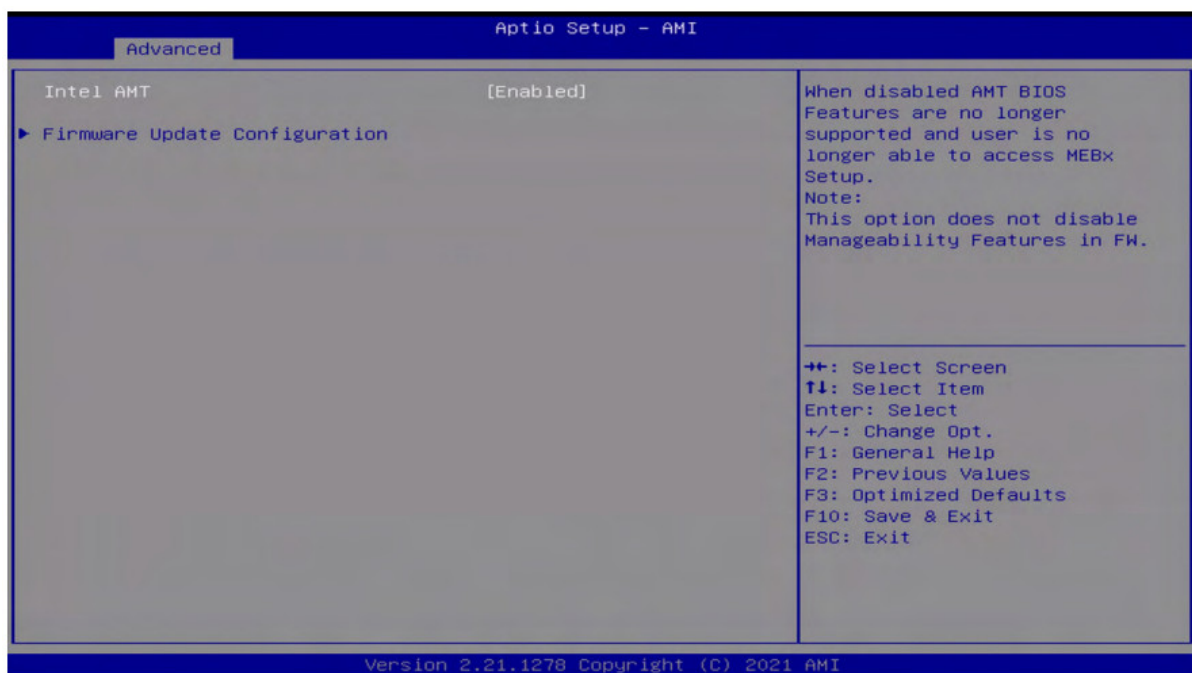 Aptio Setup – AMI
Advanced
Intel AMT [Enabled]
▶ Firmware Update Configuration
When disabled AMT BIOS
Features are no longer
supported and user is no
longer able to access MEBx
Setup.
Note:
This option does not disable
Manageability Features in FW.
→←: Select Screen
↑↓: Select Item
Enter: Select
+/-: Change Opt.
F1: General Help
F2: Previous Values
F3: Optimized Defaults
F10: Save & Exit
ESC: Exit
Version 2.21.1278 Copyright (C) 2021 AMI